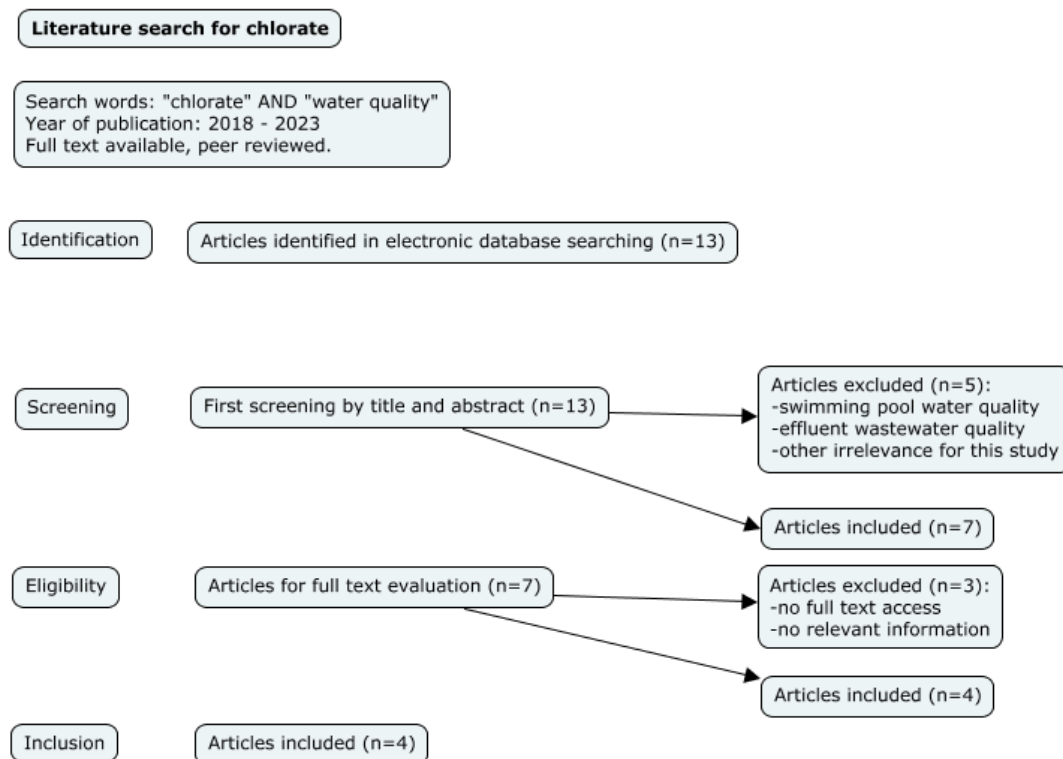 Literature search for chlorate
Search words: "chlorate" AND "water quality"
Year of publication: 2018 - 2023
Full text available, peer reviewed.
Identification
Articles identified in electronic database searching (n=13)
Screening
First screening by title and abstract (n=13)
Articles excluded (n=5):
-swimming pool water quality
-effluent wastewater quality
-other irrelevance for this study
Articles included (n=7)
Eligibility
Articles for full text evaluation (n=7)
Articles excluded (n=3):
-no full text access
-no relevant information
Articles included (n=4)
Inclusion
Articles included (n=4)